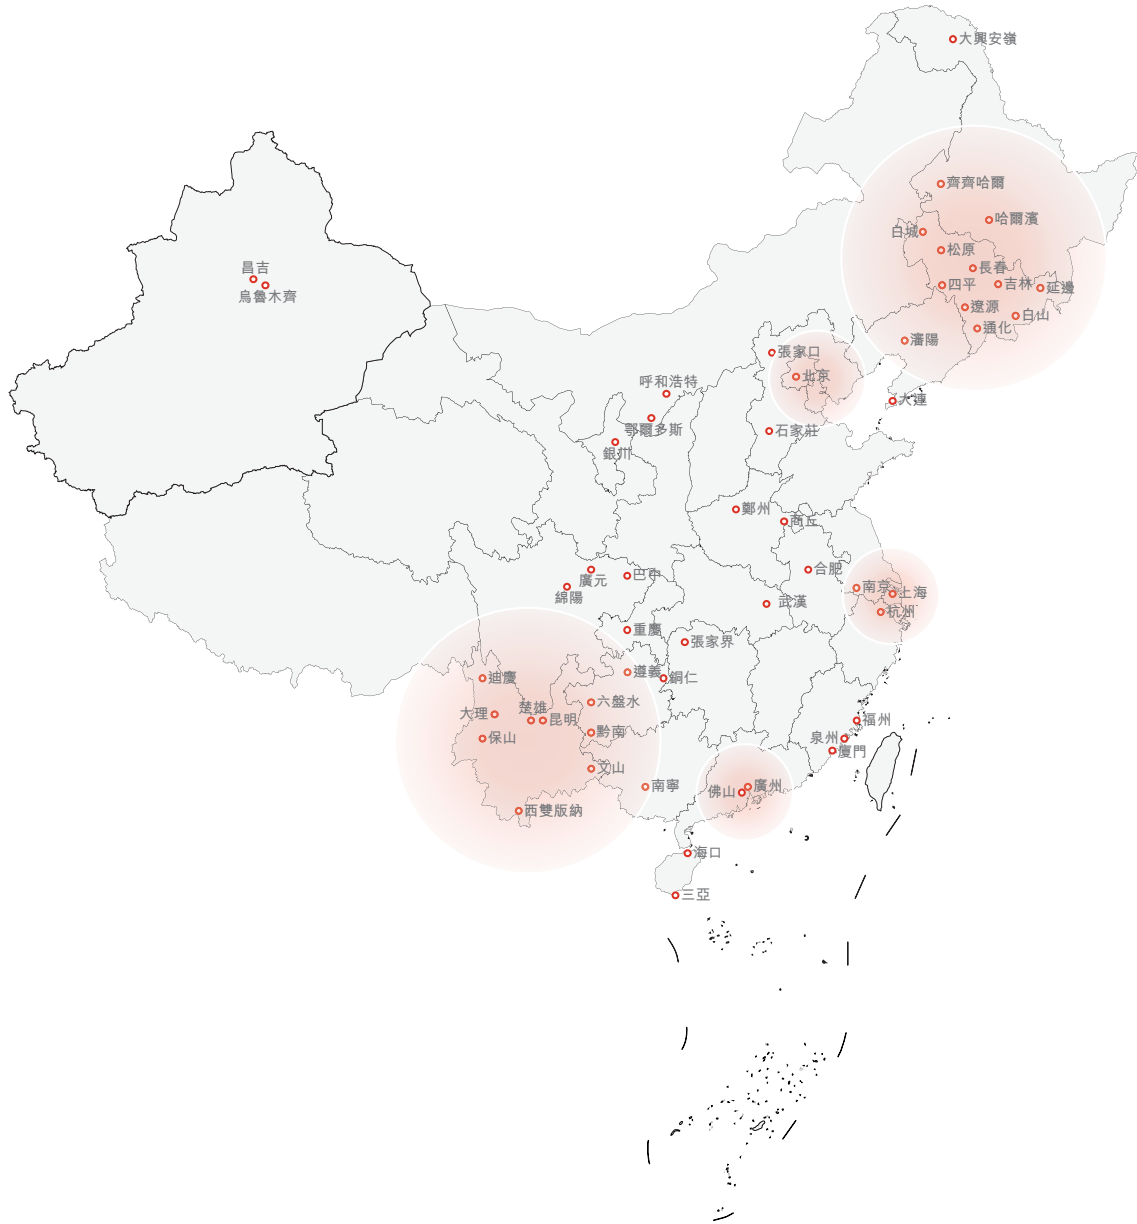 大興安嶺
齊齊哈爾
哈爾濱
白城
松原
長春
昌吉
四平
吉林
延邊
烏魯木齊
遼源
白山
通化
瀋陽
張家口
北京
呼和浩特
大連
鄂爾多斯
石家莊
銀川
鄭州
商丘
合肥
巴中
廣元
南京
上海
綿陽
武漢
杭州
重慶
張家界
遵義
銅仁
迪慶
六盤水
楚雄
大理
昆明
福州
黔南
保山
泉州
廈門
文山
南寧
廣州
佛山
西雙版納
海口
三亞